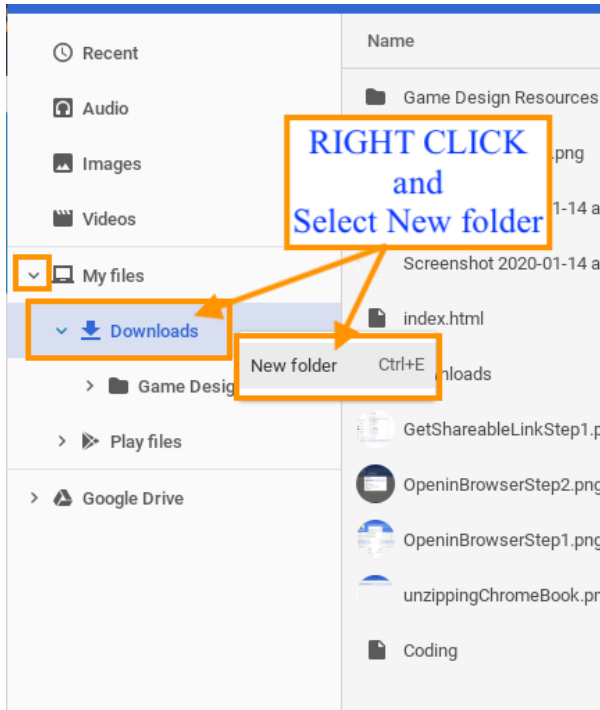 Recent
Audio
Images
Videos
My files
Downloads
Game Desig
Play files
Google Drive
Name
Game Design Resources
.png
1-14 a
Screenshot 2020-01-14 a
index.html
nloads
GetShareableLinkStep1.p
OpeninBrowserStep2.png
OpeninBrowserStep1.png
unzippingChromeBook.pn
Coding
RIGHT CLICK
and
Select New folder
New folder Ctrl+E